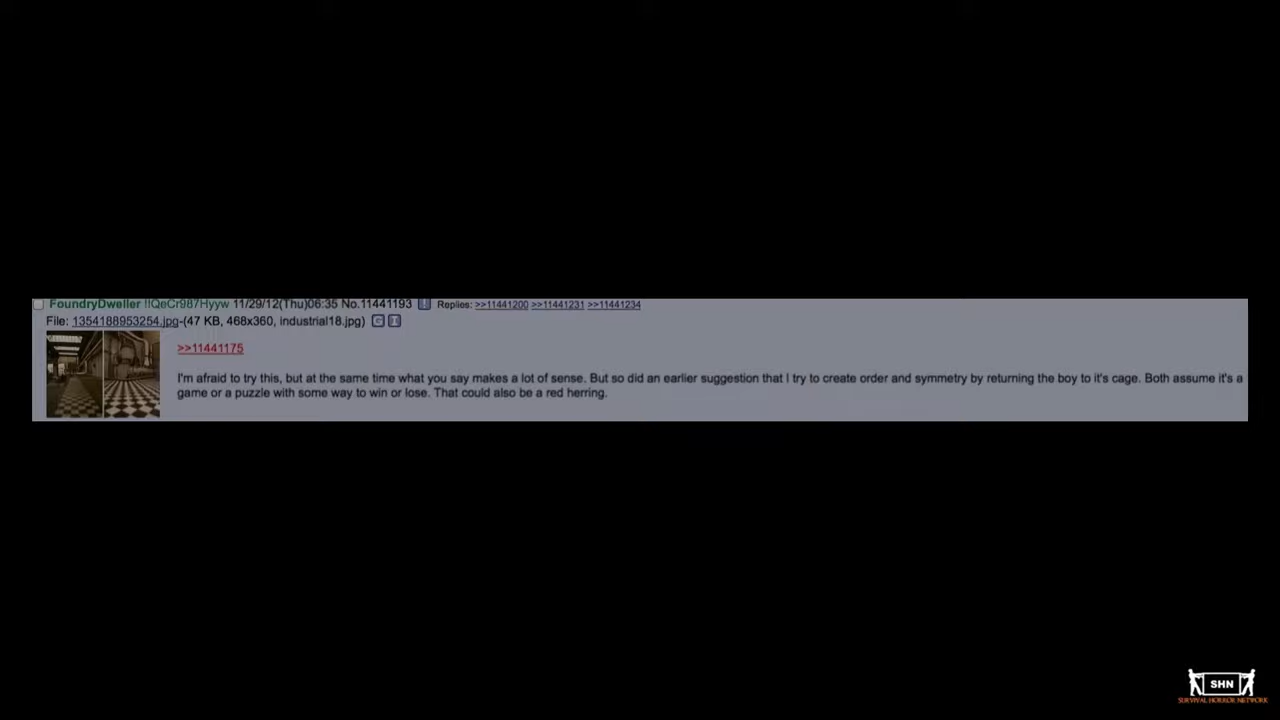 FoundryDweller !!QeCr987Hyyw 11/29/12(Thu)06:35 No.11441193 Replies: >>11441200 >>11441231 >>11441234
File: 1354188953254.jpg-(47 KB, 468x360, industrial18.jpg)
>>11441175
I'm afraid to try this, but at the same time what you say makes a lot of sense. But so did an earlier suggestion that I try to create order and symmetry by returning the boy to it's cage. Both assume it's a
game or a puzzle with some way to win or lose. That could also be a red herring.
SHN
SURVIVAL HORROR NETWORK